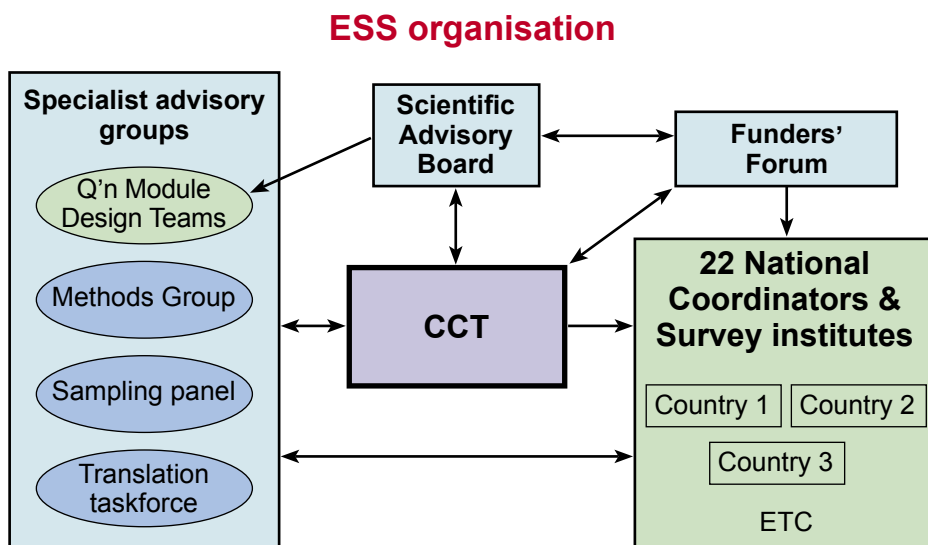 ESS organisation
Specialist advisory
groups
Q'n Module
Design Teams
Methods Group
Sampling panel
Translation
taskforce
Scientific
Advisory
Board
Funders’
Forum
CCT
22 National
Coordinators &
Survey institutes
Country 1
Country 2
Country 3
ETC